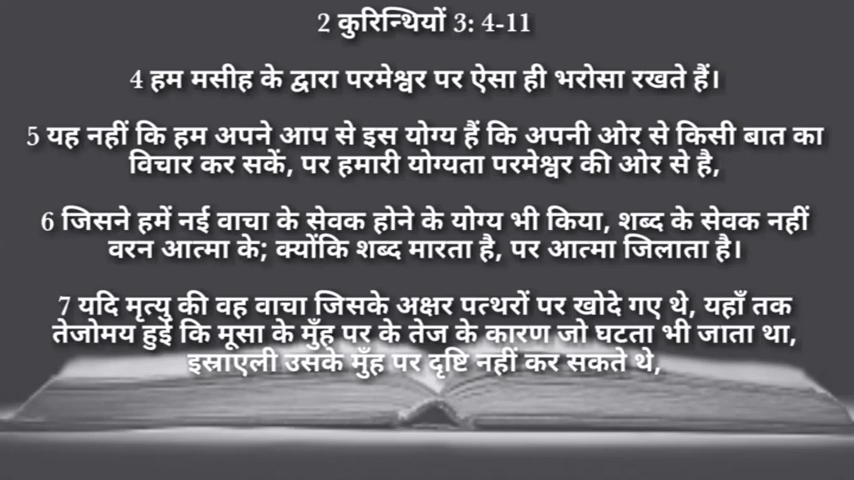 2 कुरिन्थियों 3: 4-11
4 हम मसीह के द्वारा परमेश्वर पर ऐसा ही भरोसा रखते हैं।
5 यह नहीं कि हम अपने आप से इस योग्य हैं कि अपनी ओर से किसी बात का
विचार कर सकें, पर हमारी योग्यता परमेश्वर की ओर से है,
6 जिसने हमें नई वाचा के सेवक होने के योग्य भी किया, शब्द के सेवक नहीं
वरन आत्मा के; क्योंकि शब्द मारता है, पर आत्मा जिलाता है।
7 यदि मृत्यु की वह वाचा जिसके अक्षर पत्थरों पर खोदे गए थे, यहाँ तक
तेजोमय हुई कि मूसा के मुँह पर के तेज के कारण जो घटता भी जाता था,
इस्राएली उसके मुँह पर दृष्टि नहीं कर सकते थे,